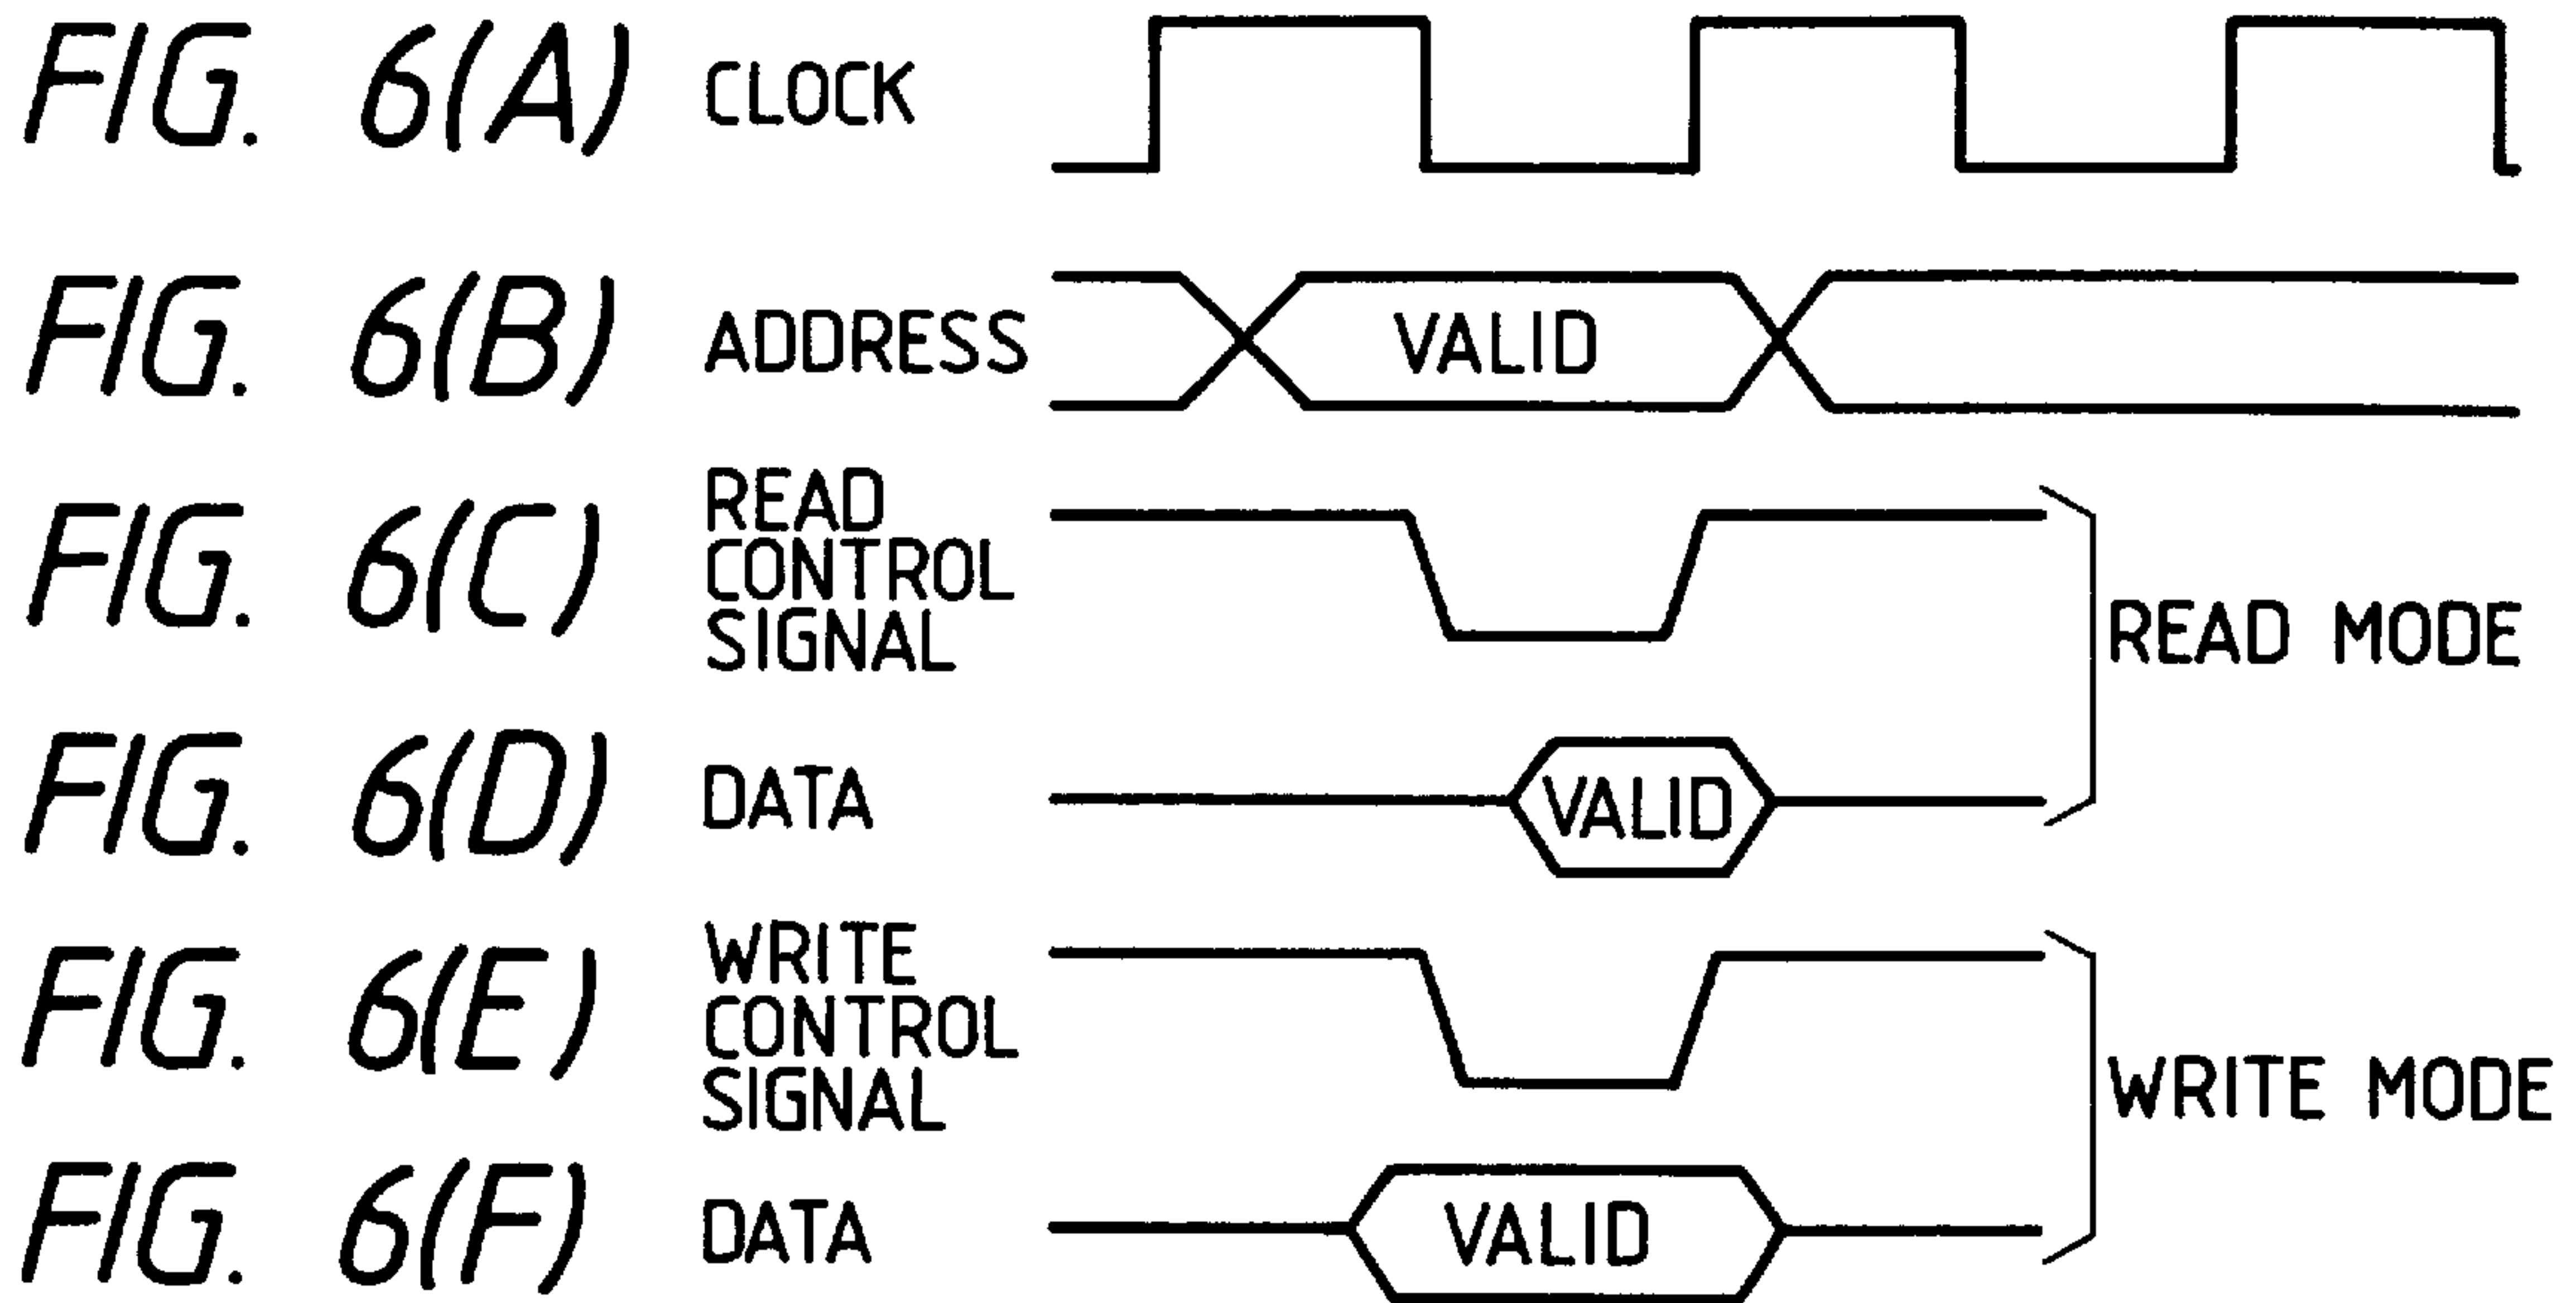 FIG. 6(A) CLOCK
FIG. 6(B) ADDRESS VALID
FIG. 6(C) READ
CONTROL
SIGNAL
READ MODE
FIG. 6(D) DATA VALID
FIG. 6(E) WRITE
CONTROL
SIGNAL
WRITE MODE
FIG. 6(F) DATA VALID